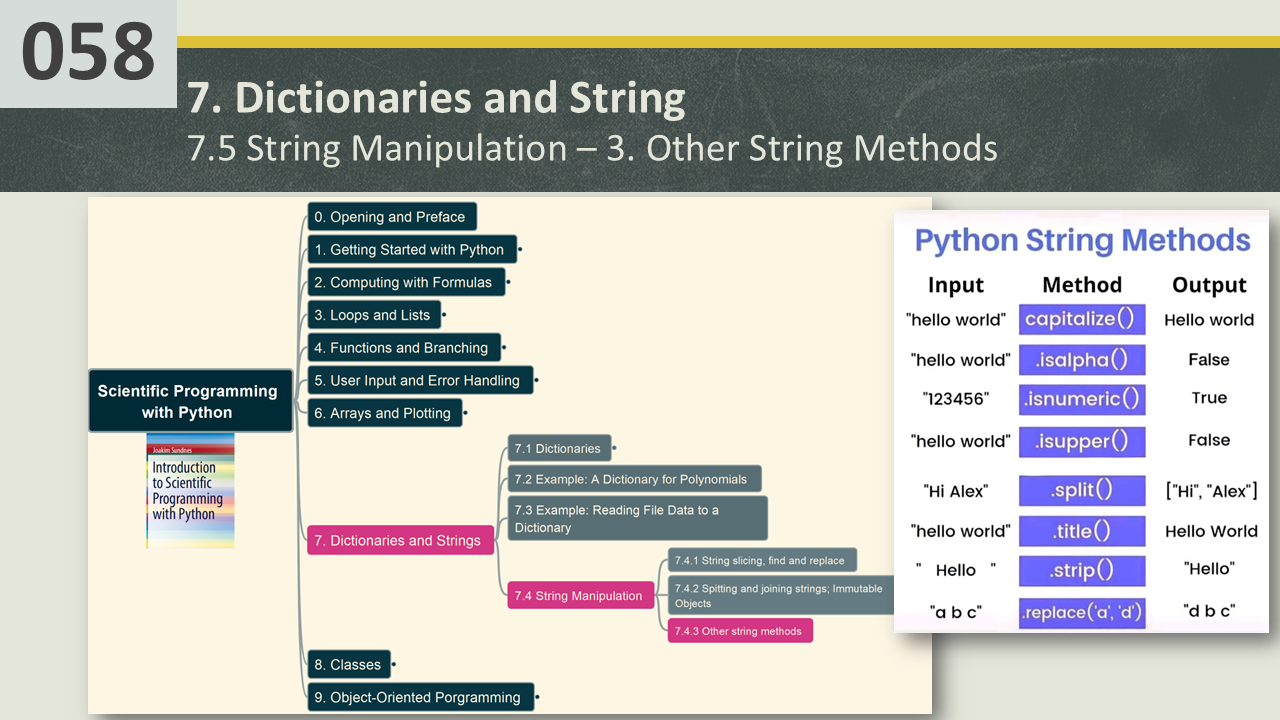 058
7. Dictionaries and String
7.5 String Manipulation – 3. Other String Methods
0. Opening and Preface
1. Getting Started with Python
2. Computing with Formulas
3. Loops and Lists
4. Functions and Branching
5. User Input and Error Handling
6. Arrays and Plotting
Scientific Programming
with Python
Joakim Sundnes
Introduction
to Scientific
Programming
with Python
7. Dictionaries and Strings
7.1 Dictionaries
7.2 Example: A Dictionary for Polynomials
7.3 Example: Reading File Data to a
Dictionary
7.4 String Manipulation
7.4.1 String slicing, find and replace
7.4.2 Spitting and joining strings; Immutable
Objects
7.4.3 Other string methods
8. Classes
9. Object-Oriented Porgramming
Python String Methods
Input Method Output
"hello world" capitalize() Hello world
"hello world" .isalpha() False
"123456" .isnumeric() True
"hello world" .isupper() False
"Hi Alex" .split() ["Hi", "Alex"]
"hello world" .title() Hello World
" Hello " .strip() "Hello"
"a b c" .replace('a', 'd') "d b c"